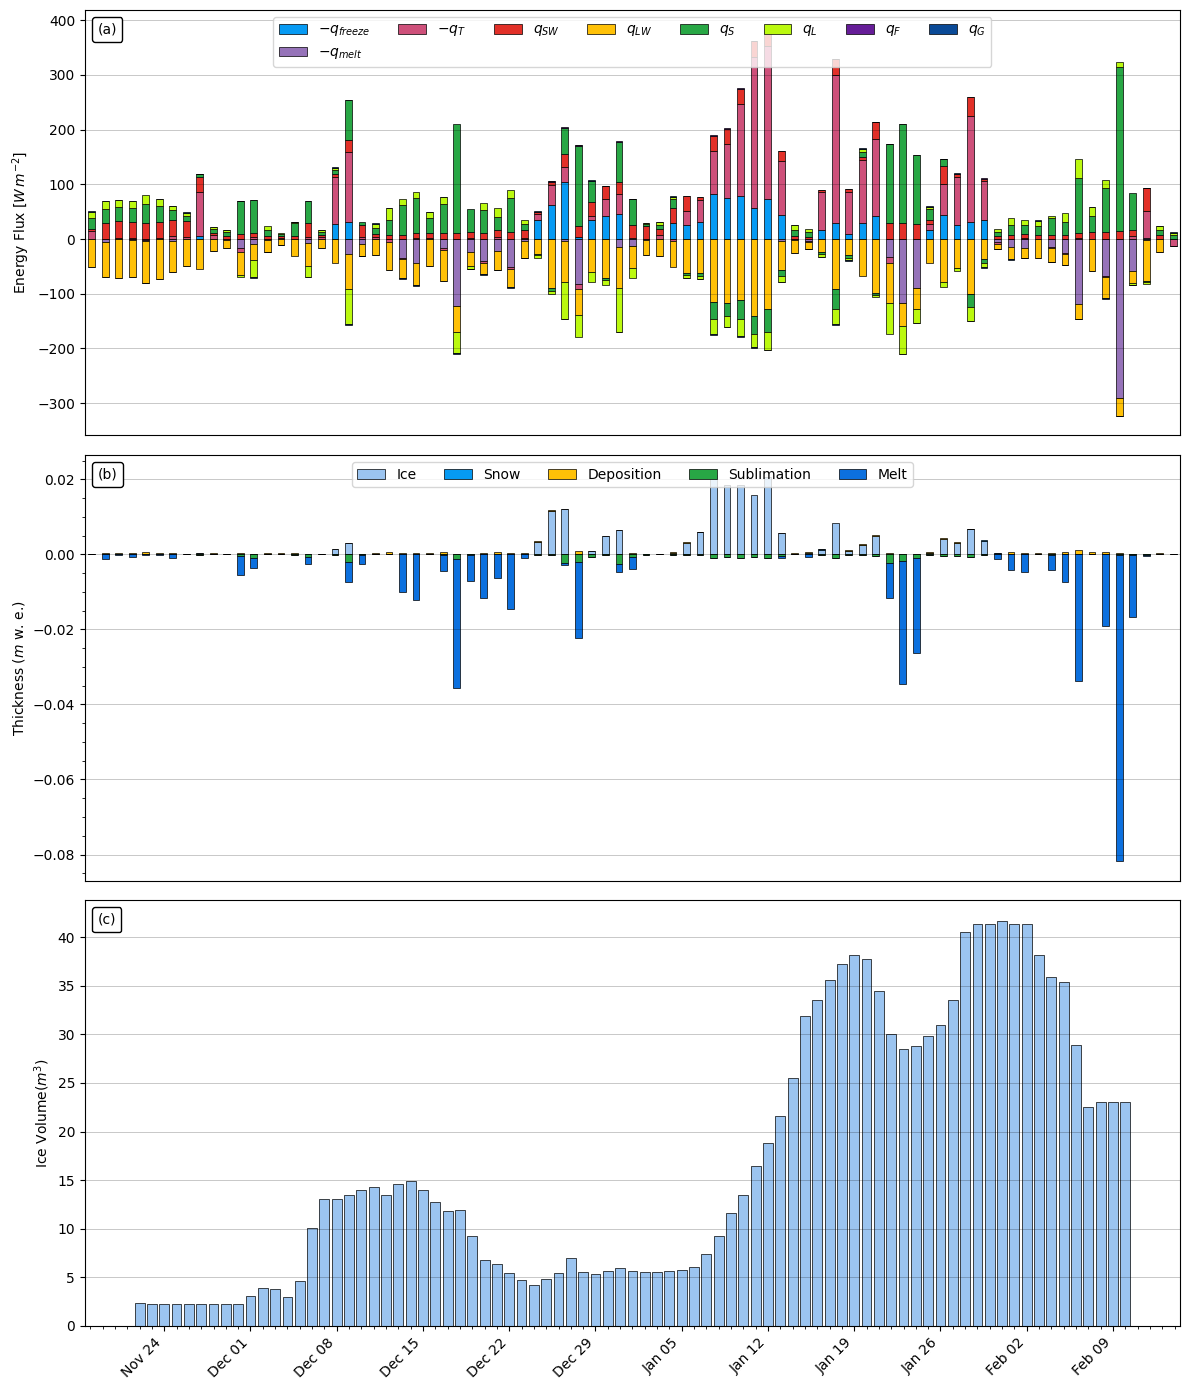 (a)
−q_freeze −q_T q_SW q_LW q_S q_L q_F q_G
−q_melt
400
300
200
100
0
−100
−200
−300
Energy Flux [W m⁻²]
(b)
Ice Snow Deposition Sublimation Melt
0.02
0.00
−0.02
−0.04
−0.06
−0.08
Thickness (m w. e.)
(c)
40
35
30
25
20
15
10
5
0
Ice Volume(m³)
Nov 24 Dec 01 Dec 08 Dec 15 Dec 22 Dec 29 Jan 05 Jan 12 Jan 19 Jan 26 Feb 02 Feb 09